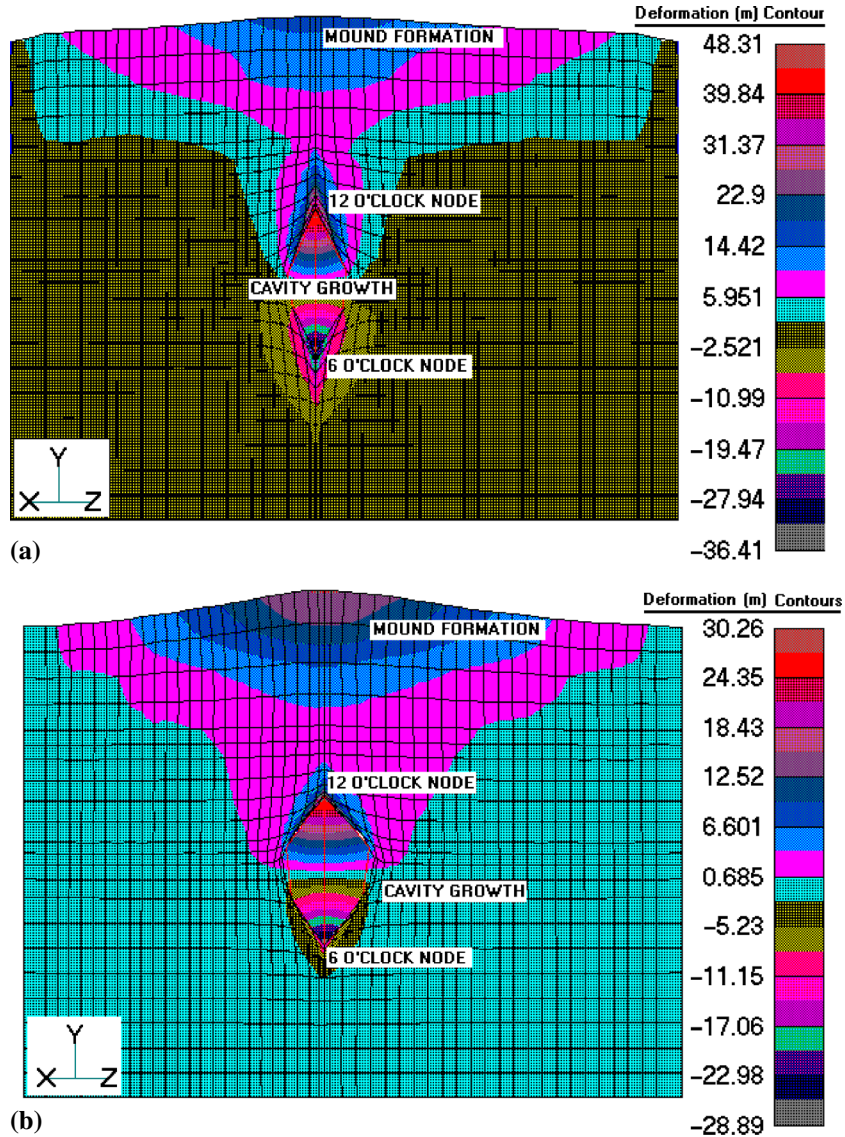 Deformation (m) Contour
MOUND FORMATION
48.31
39.84
31.37
22.9
14.42
5.951
-2.521
-10.99
-19.47
-27.94
-36.41
12 O'CLOCK NODE
CAVITY GROWTH
6 O'CLOCK NODE
Y
X Z
(a)
Deformation (m) Contours
MOUND FORMATION
30.26
24.35
18.43
12.52
6.601
0.685
-5.23
-11.15
-17.06
-22.98
-28.89
12 O'CLOCK NODE
CAVITY GROWTH
6 O'CLOCK NODE
Y
X Z
(b)